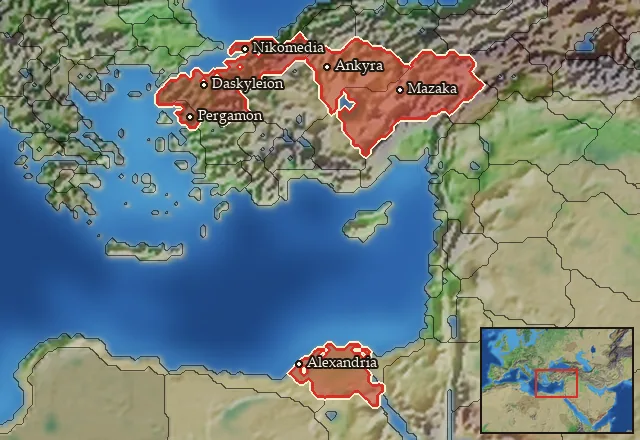 Nikomedia
Ankyra
Daskyleion
Mazaka
Pergamon
Alexandria